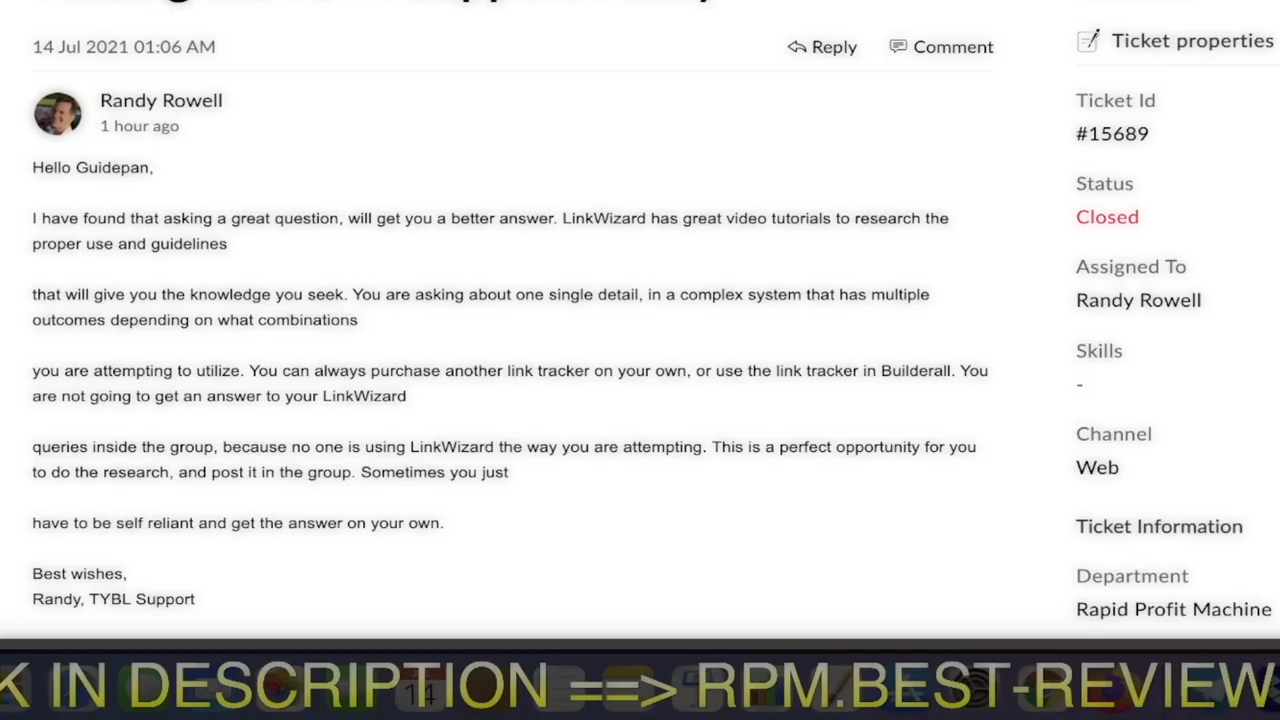 14 Jul 2021 01:06 AM
Reply
Comment
Randy Rowell
1 hour ago
Hello Guidepan,
I have found that asking a great question, will get you a better answer. LinkWizard has great video tutorials to research the
proper use and guidelines
that will give you the knowledge you seek. You are asking about one single detail, in a complex system that has multiple
outcomes depending on what combinations
you are attempting to utilize. You can always purchase another link tracker on your own, or use the link tracker in Builderall. You
are not going to get an answer to your LinkWizard
queries inside the group, because no one is using LinkWizard the way you are attempting. This is a perfect opportunity for you
to do the research, and post it in the group. Sometimes you just
have to be self reliant and get the answer on your own.
Best wishes,
Randy, TYBL Support
Ticket properties
Ticket Id
#15689
Status
Closed
Assigned To
Randy Rowell
Skills
-
Channel
Web
Ticket Information
Department
Rapid Profit Machine
K IN DESCRIPTION ==> RPM.BEST-REVIEW
14